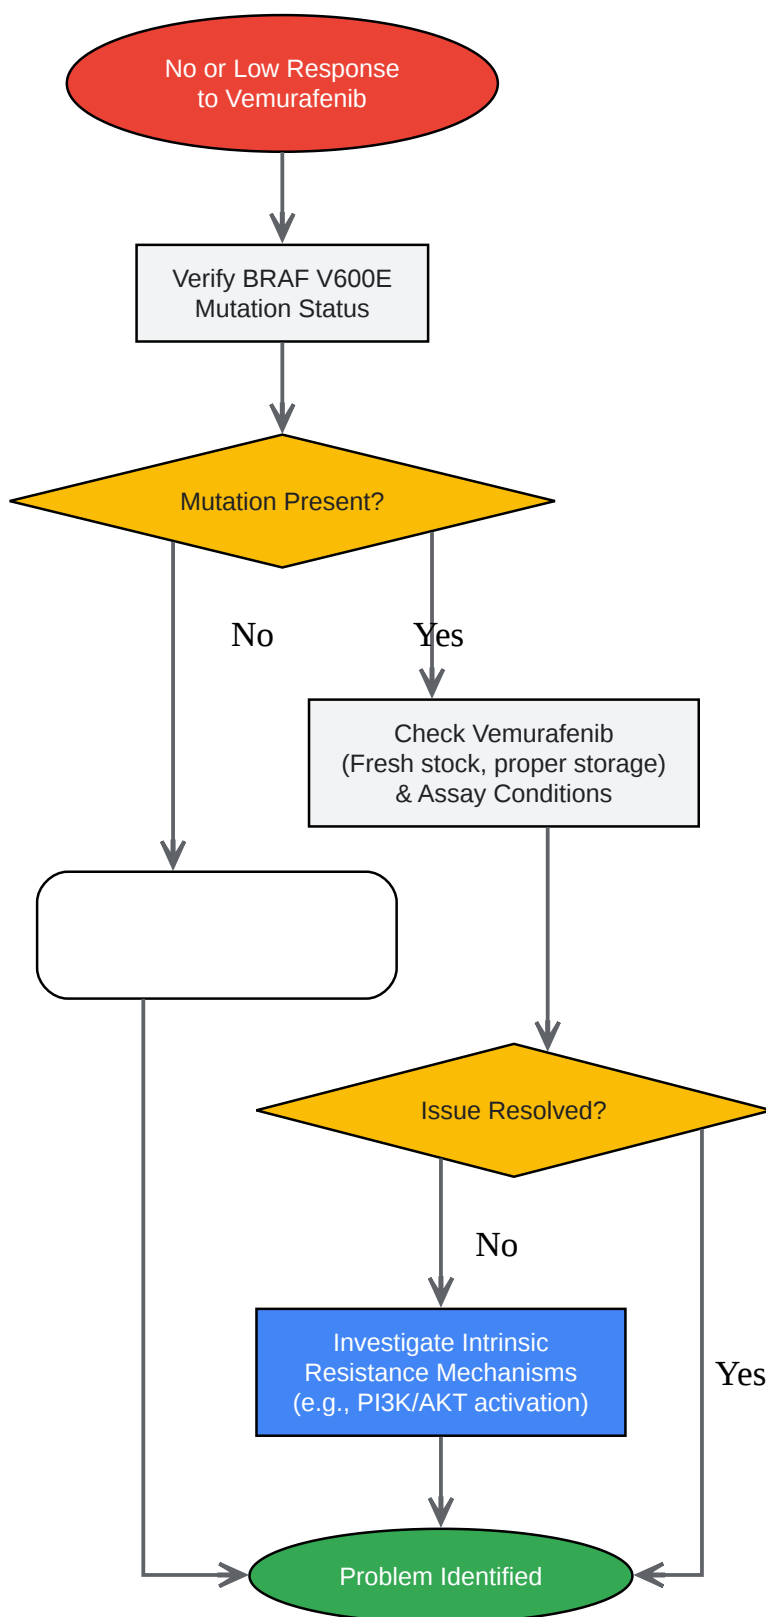 No or Low Response
to Vemurafenib
Verify BRAF V600E
Mutation Status
Mutation Present?
No
Yes
Check Vemurafenib
(Fresh stock, proper storage)
& Assay Conditions
Issue Resolved?
No
Investigate Intrinsic
Resistance Mechanisms
(e.g., PI3K/AKT activation)
Yes
Problem Identified